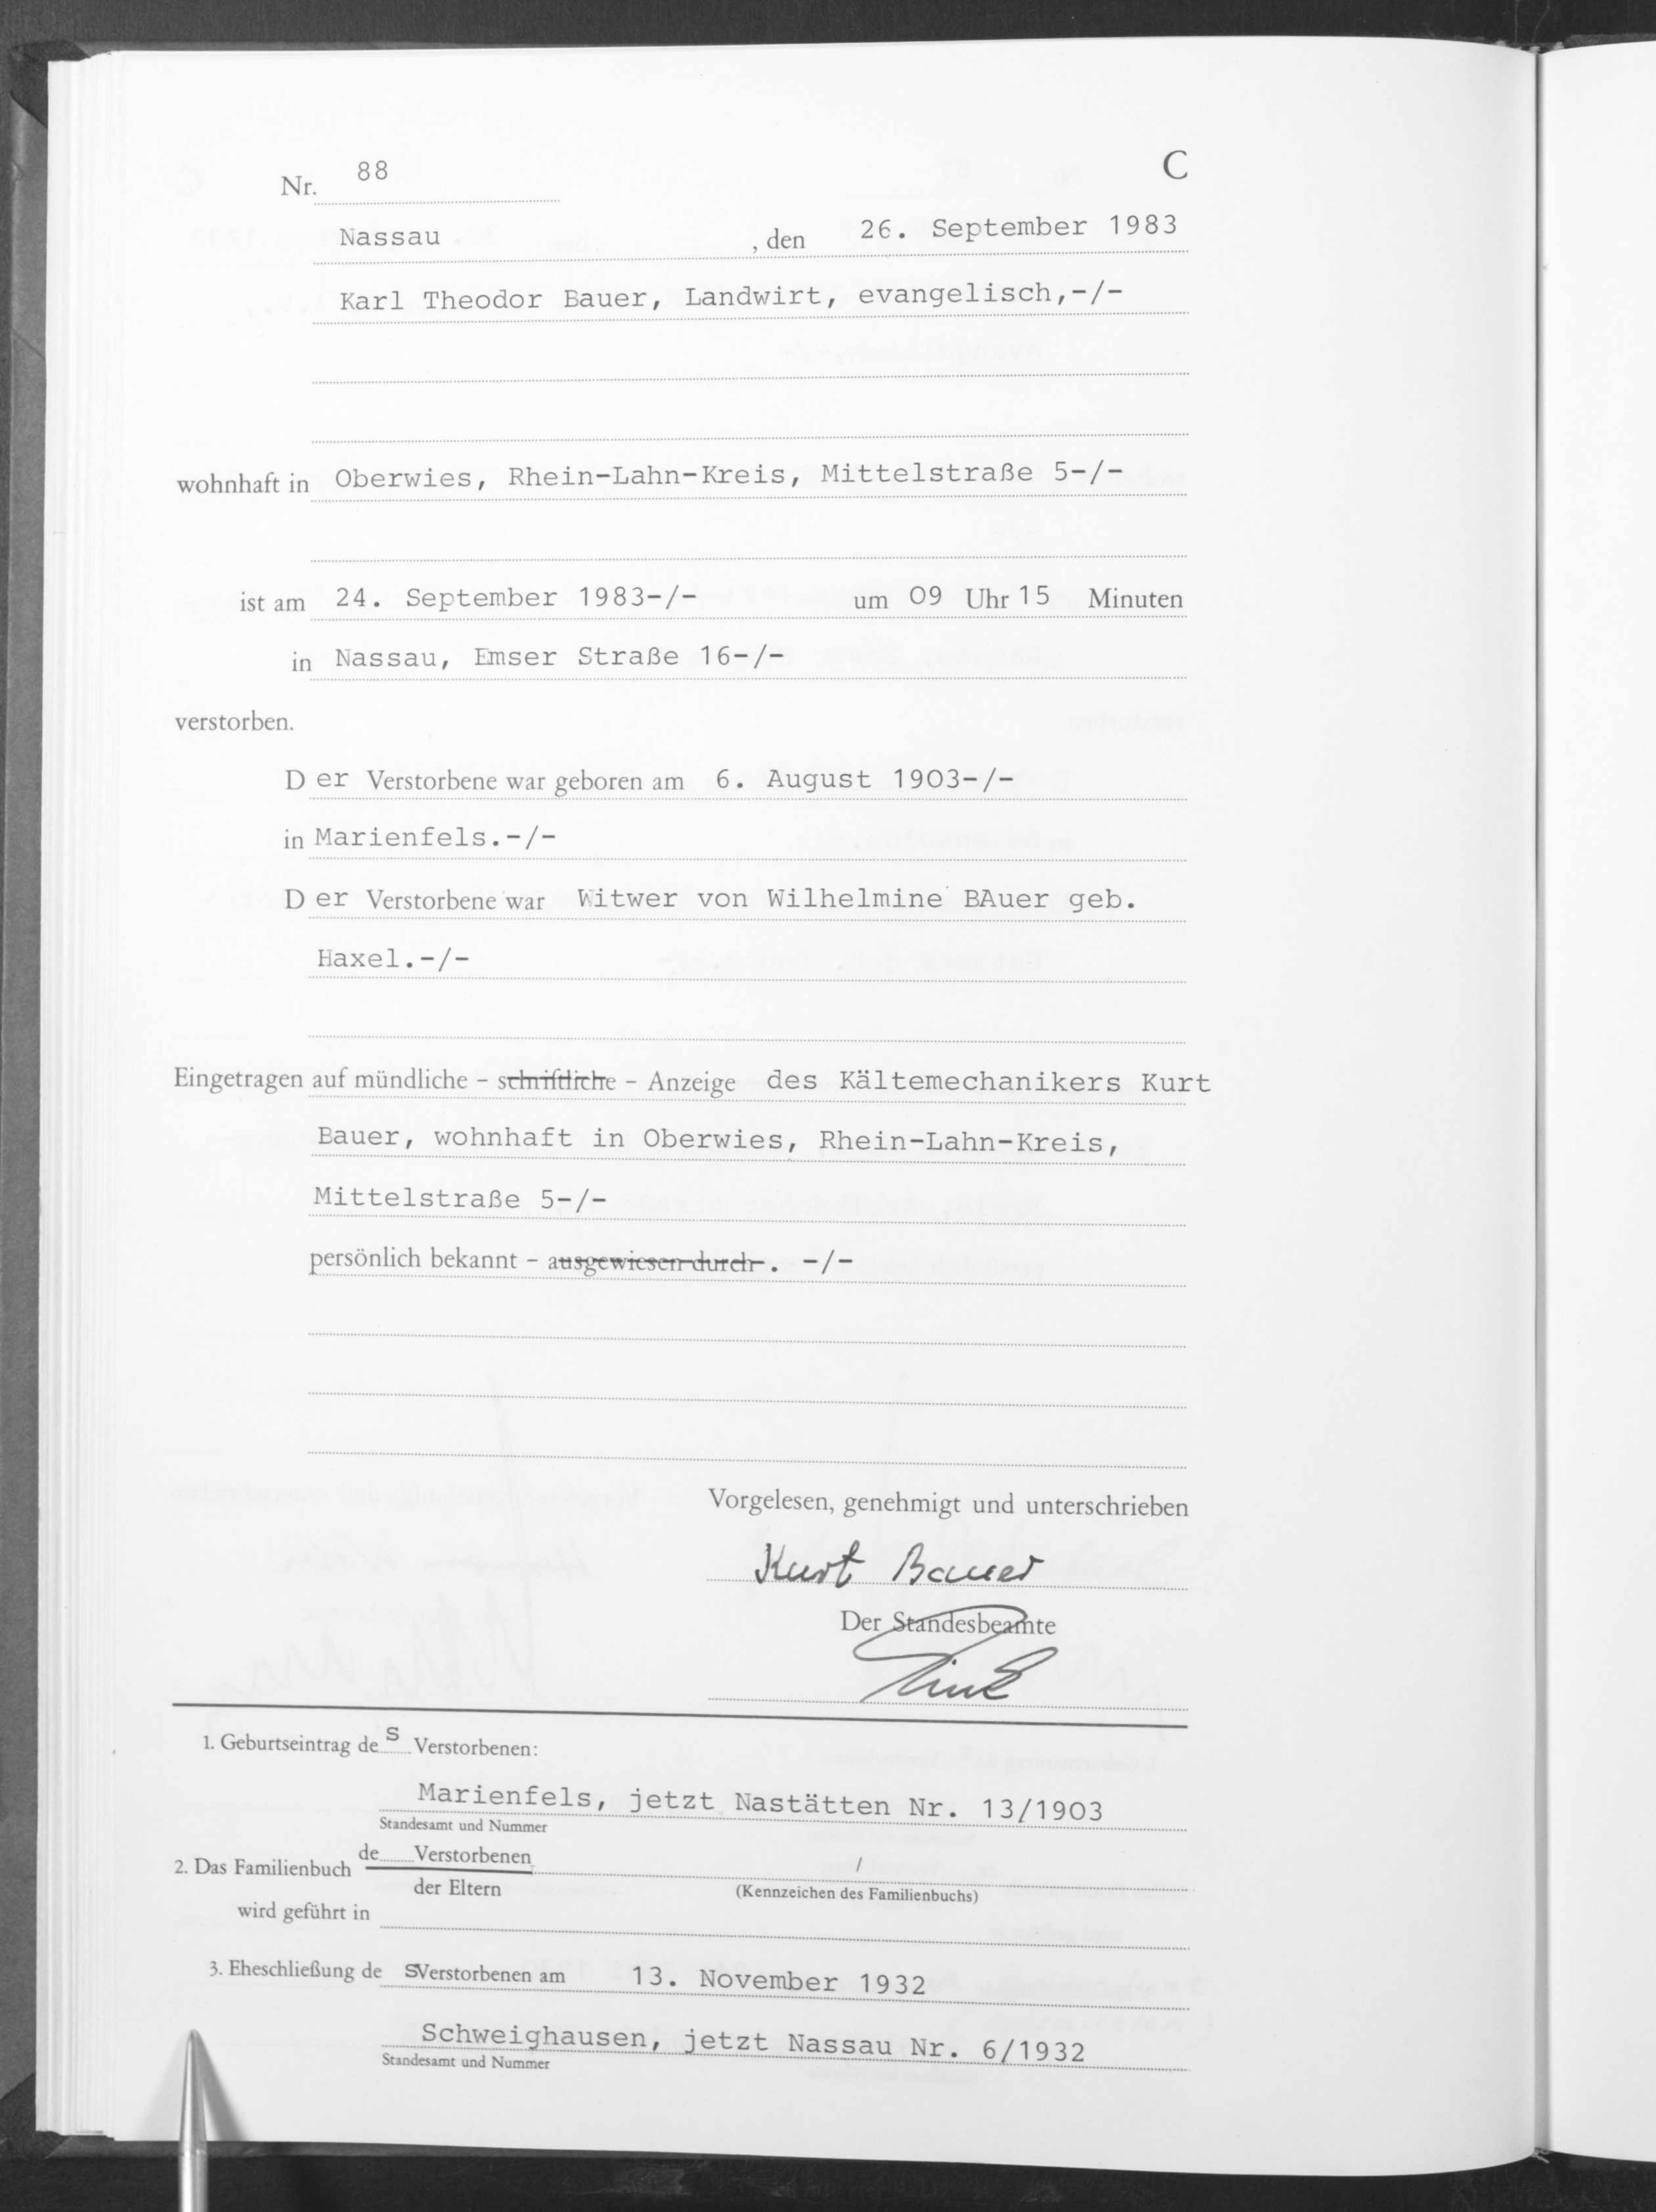 C
Nr. 88
Nassau , den 26. September 1983
Karl Theodor Bauer, Landwirt, evangelisch,-/-
wohnhaft in Oberwies, Rhein-Lahn-Kreis, Mittelstraße 5-/-
ist am 24. September 1983-/- um 09 Uhr 15 Minuten
in Nassau, Emser Straße 16-/-
verstorben.
D er Verstorbene war geboren am 6. August 1903-/-
in Marienfels.-/-
D er Verstorbene war Witwer von Wilhelmine BAuer geb.
Haxel.-/-
Eingetragen auf mündliche - schriftliche - Anzeige des Kältemechanikers Kurt
Bauer, wohnhaft in Oberwies, Rhein-Lahn-Kreis,
Mittelstraße 5-/-
persönlich bekannt - ausgewiesen durch . -/-
Vorgelesen, genehmigt und unterschrieben
Kurt Bauer
Der Standesbeamte
1. Geburtseintrag de s Verstorbenen:
Marienfels, jetzt Nastätten Nr. 13/1903
Standesamt und Nummer
2. Das Familienbuch de Verstorbenen /
der Eltern (Kennzeichen des Familienbuchs)
wird geführt in
3. Eheschließung de sVerstorbenen am 13. November 1932
Schweighausen, jetzt Nassau Nr. 6/1932
Standesamt und Nummer